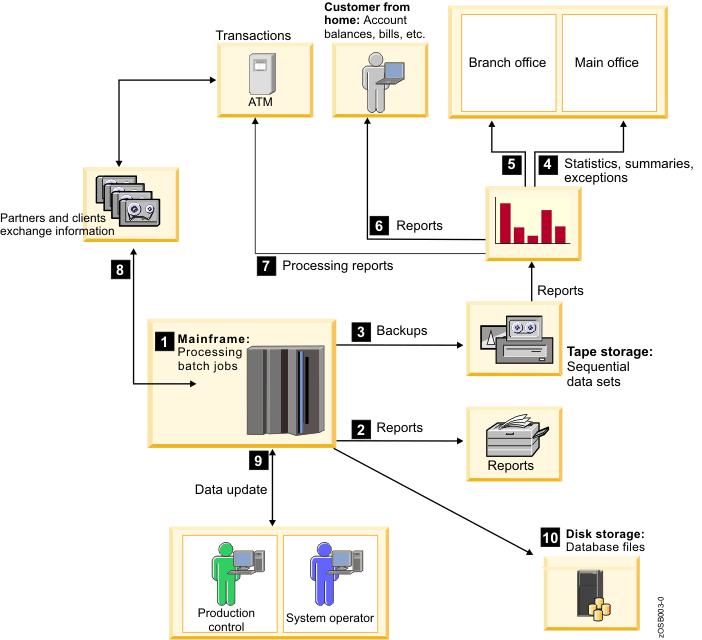 Transactions
ATM
Customer from
home: Account
balances, bills, etc.
Branch office
Main office
5
4
Statistics, summaries,
exceptions
Partners and clients
exchange information
6
Reports
7
Processing reports
8
Reports
1
Mainframe:
Processing
batch jobs
3
Backups
Tape storage:
Sequential
data sets
2
Reports
Reports
9
Data update
10
Disk storage:
Database files
Production
control
System operator
zOSB003-0